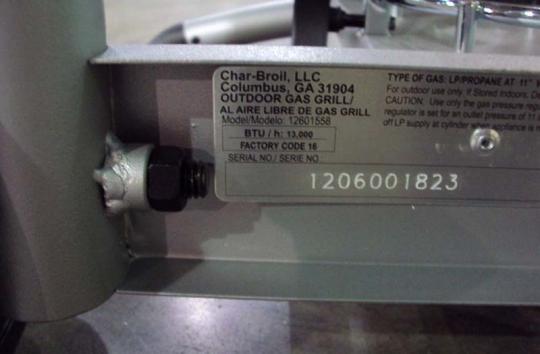 Char-Broil, LLC
Columbus, GA 31904
OUTDOOR GAS GRILL/
AL AIRE LIBRE DE GAS GRILL
Model/Modelo: 12601558
BTU / h: 13,000
FACTORY CODE 16
SERIAL NO./ SERIE NO.
1206001823
TYPE OF GAS: LP/PROPANE AT 11"
For outdoor use only. If Stored Indoors,
CAUTION: Use only the gas pressure
regulator is set for an outlet pressure of 11
off LP supply at cylinder when appliance is